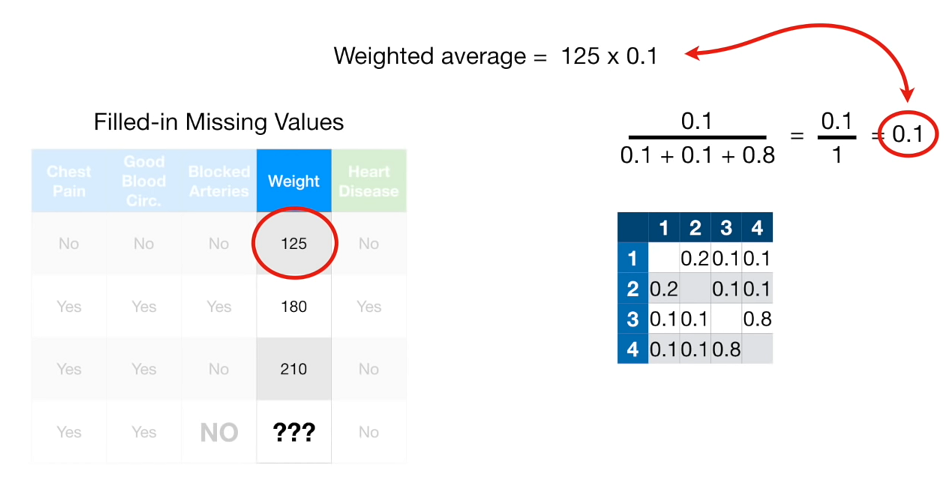 Weighted average = 125 x 0.1
Filled-in Missing Values
0.1
0.1 + 0.1 + 0.8
=
0.1
1
= 0.1
Chest Pain
Good Blood Circ.
Blocked Arteries
Weight
Heart Disease
No No No 125 No
Yes Yes Yes 180 Yes
Yes Yes No 210 No
Yes Yes NO ??? No
1 2 3 4
1 0.2 0.1 0.1
2 0.2 0.1 0.1
3 0.1 0.1 0.8
4 0.1 0.1 0.8